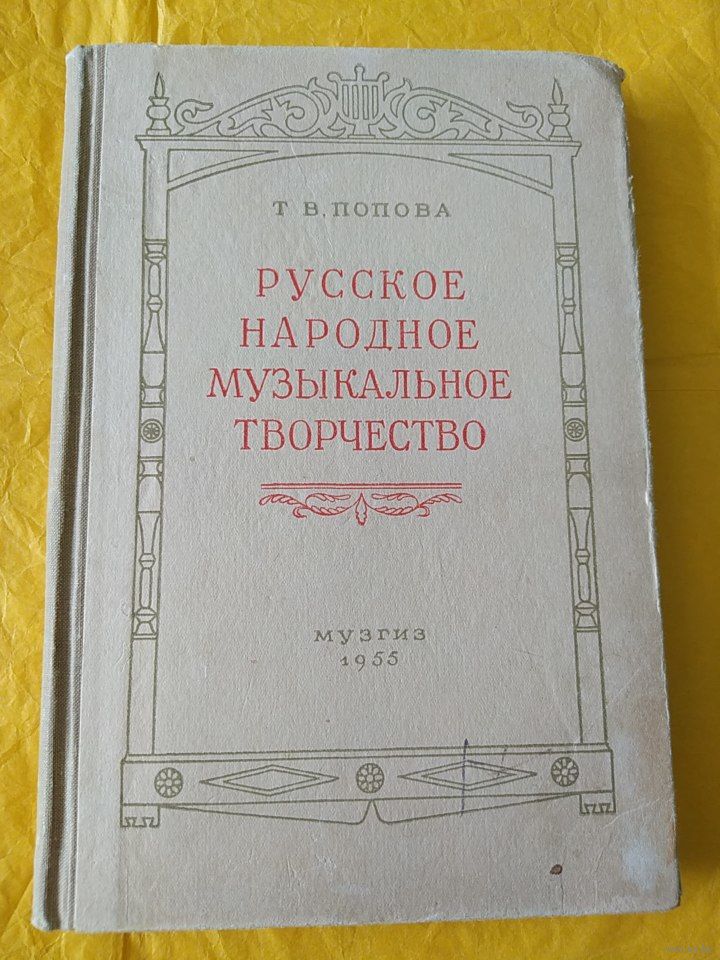 Т В. ПОПОВА
РУССКОЕ
НАРОДНОЕ
МУЗЫКАЛЬНОЕ
ТВОРЧЕСТВО
МУЗГИЗ
1955